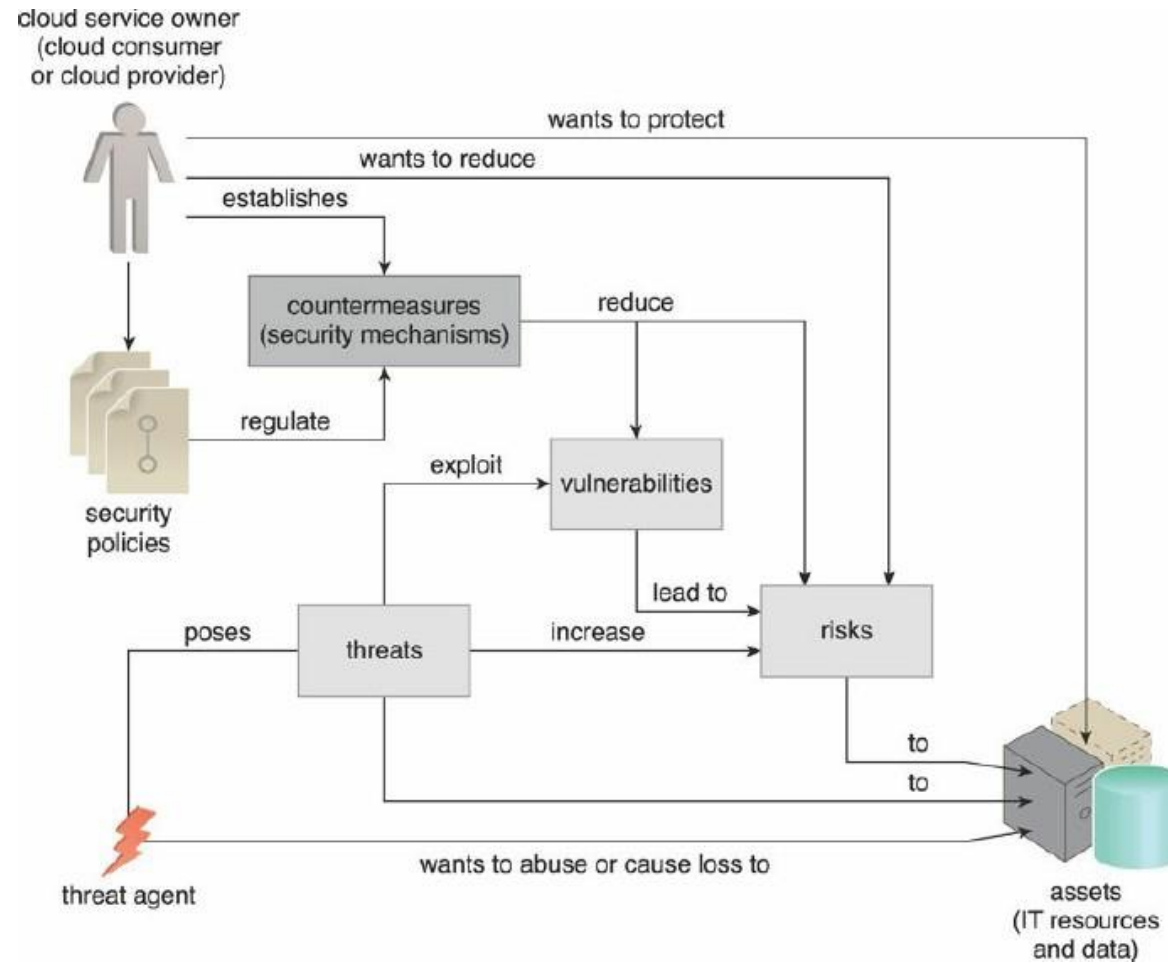 cloud service owner
(cloud consumer
or cloud provider)
wants to protect
wants to reduce
establishes
countermeasures
(security mechanisms)
reduce
regulate
exploit
vulnerabilities
security
policies
lead to
poses
threats
increase
risks
to
to
wants to abuse or cause loss to
threat agent
assets
(IT resources
and data)